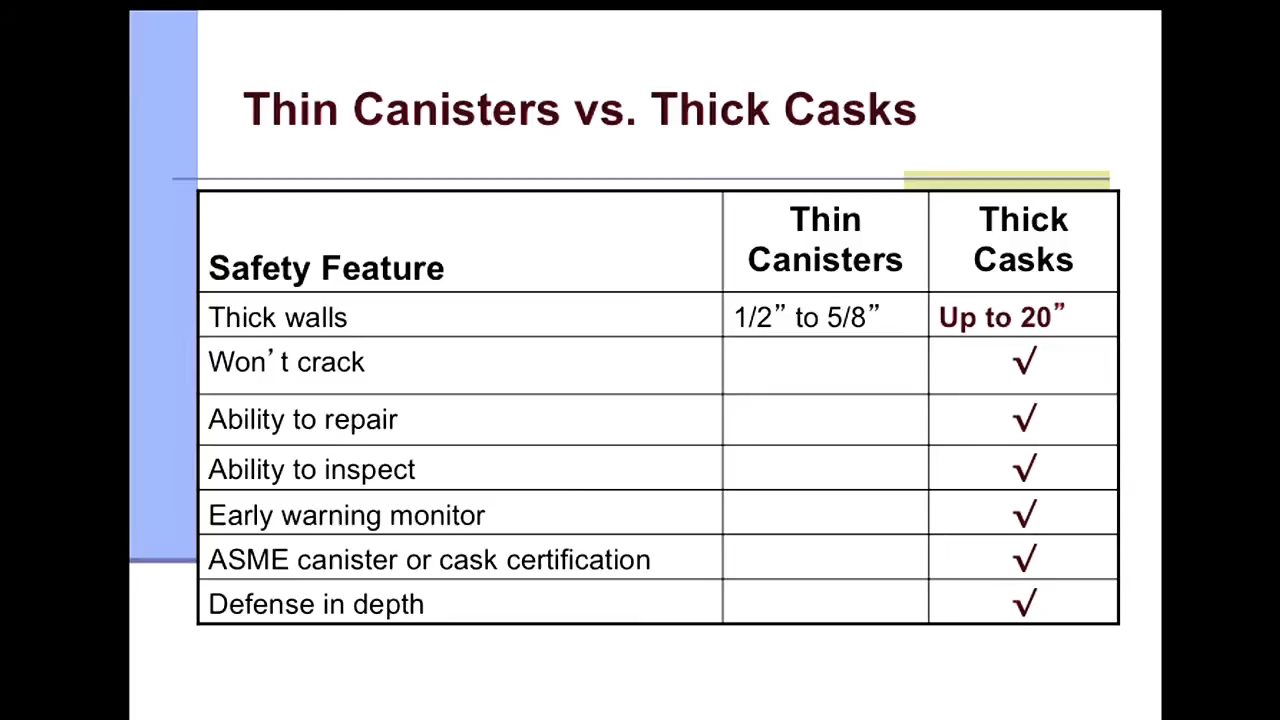 Thin Canisters vs. Thick Casks
Safety Feature
Thin
Canisters
Thick
Casks
Thick walls 1/2” to 5/8” Up to 20”
Won’t crack √
Ability to repair √
Ability to inspect √
Early warning monitor √
ASME canister or cask certification √
Defense in depth √